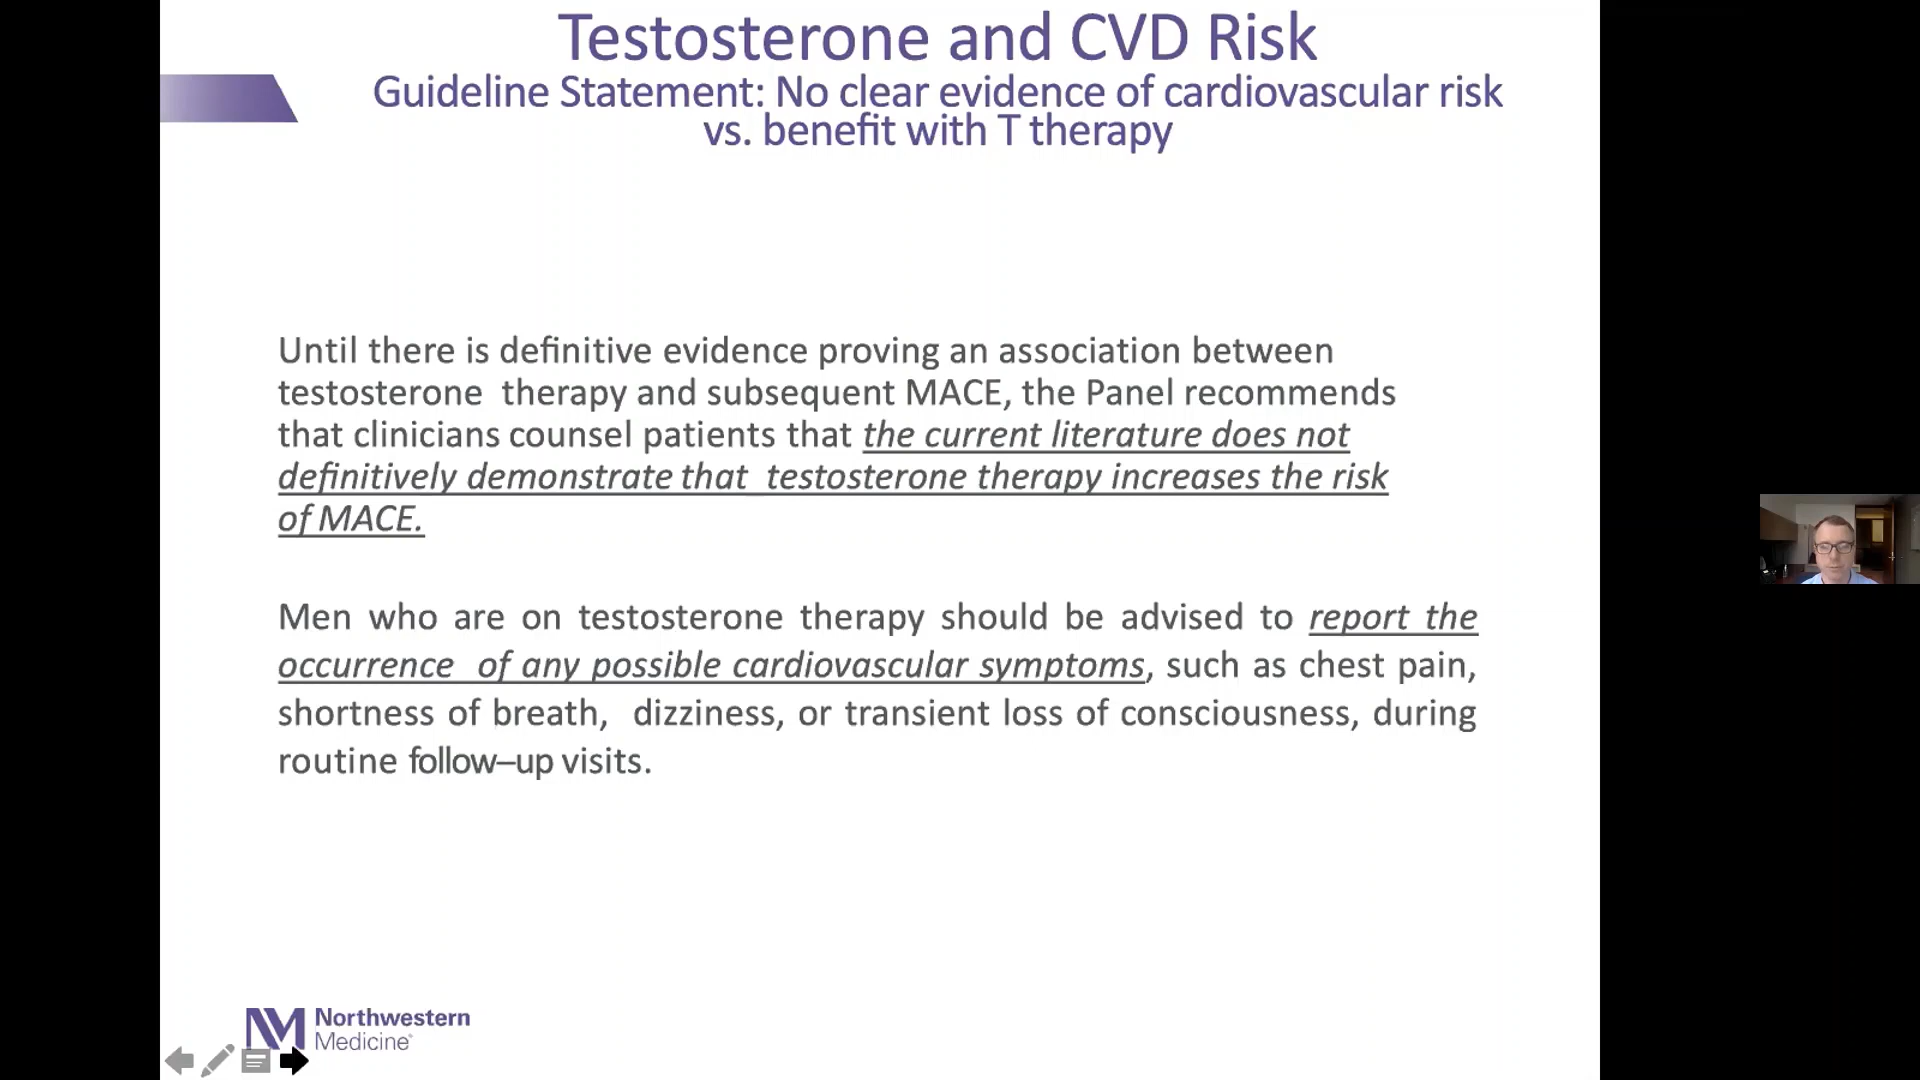 Testosterone and CVD Risk
Guideline Statement: No clear evidence of cardiovascular risk
vs. benefit with T therapy
Until there is definitive evidence proving an association between
testosterone therapy and subsequent MACE, the Panel recommends
that clinicians counsel patients that the current literature does not
definitively demonstrate that testosterone therapy increases the risk
of MACE.
Men who are on testosterone therapy should be advised to report the
occurrence of any possible cardiovascular symptoms, such as chest pain,
shortness of breath, dizziness, or transient loss of consciousness, during
routine follow–up visits.
NM Northwestern
Medicine®